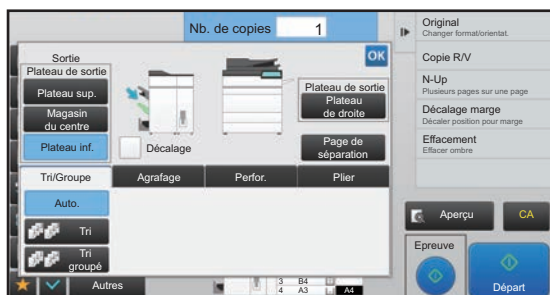 Nb. de copies 1
OK
Sortie
Plateau de sortie
Plateau sup.
Magasin
du centre
Plateau inf.
Décalage
Plateau de sortie
Plateau
de droite
Page de
séparation
Tri/Groupe
Agrafage
Perfor.
Plier
Auto.
Tri
Tri
groupé
Autres
3 B4
4 A3
A4
Original
Changer format/orientat.
Copie R/V
N-Up
Plusieurs pages sur une page
Décalage marge
Décaler position pour marge
Effacement
Effacer ombre
Aperçu
CA
Epreuve
Départ